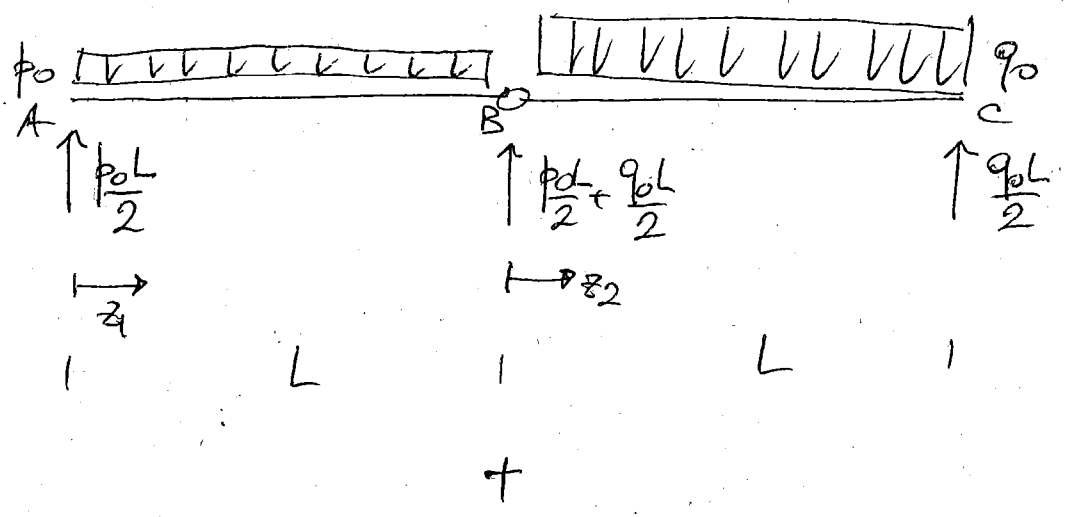 p₀ q₀
A B C
p₀L/2 p₀L/2 + q₀L/2 q₀L/2
z₁ z₂
L L
+